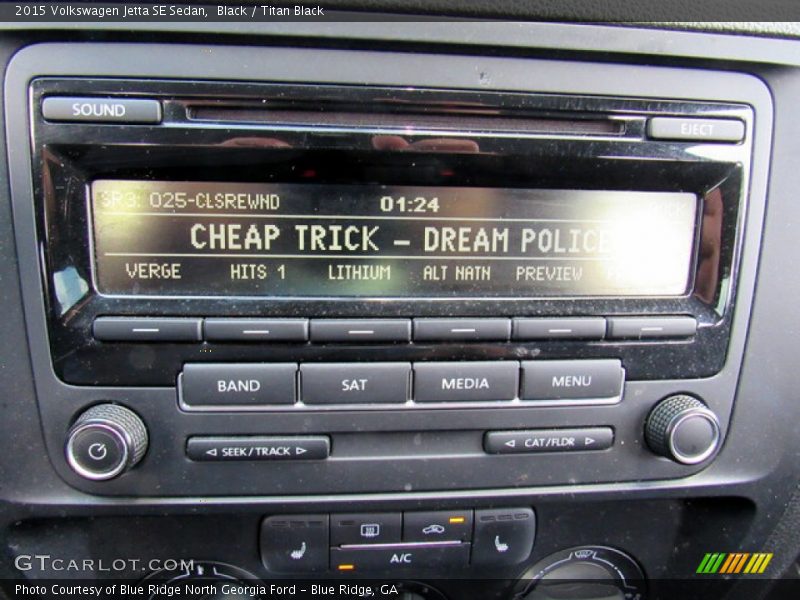 2015 Volkswagen Jetta SE Sedan,  Black / Titan Black
SOUND
EJECT
SR3: 025-CLSREWND 01:24
CHEAP TRICK – DREAM POLICE
VERGE HITS 1 LITHIUM ALT NATN PREVIEW
BAND SAT MEDIA MENU
SEEK/TRACK
CAT/FLDR
A/C
GTCARLOT.COM
Photo Courtesy of Blue Ridge North Georgia Ford – Blue Ridge, GA